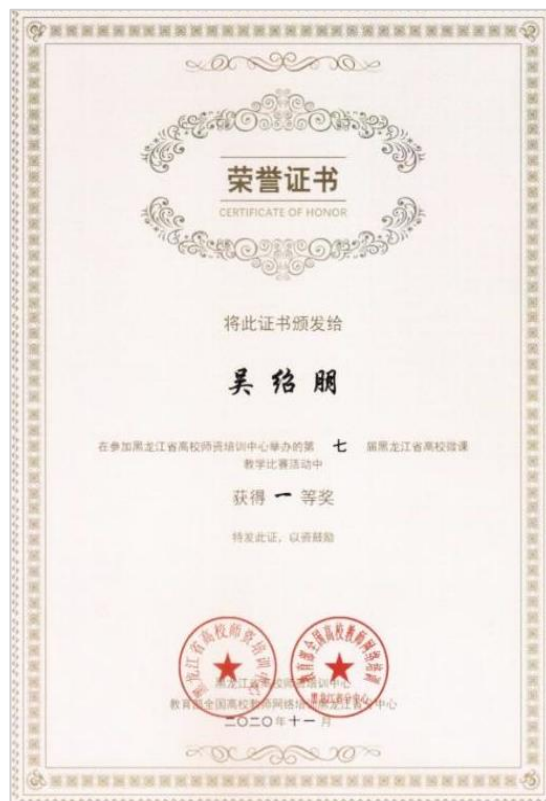 荣誉证书
CERTIFICATE OF HONOR
将此证书颁发给
吴绍朋
在参加黑龙江省高校师资培训中心举办的第 七 届黑龙江省高校微课
教学比赛活动中
获得 一 等奖
特发此证，以资鼓励
黑龙江省高校师资培训中心
教育部全国高校教师网络培训黑龙江省分中心
二〇二〇年十一月